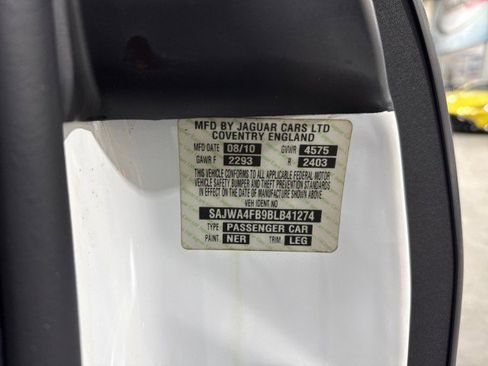 MFD BY JAGUAR CARS LTD
COVENTRY ENGLAND
MFD DATE 08/10 GVWR 4575
GAWR F 2293 R 2403
THIS VEHICLE CONFORMS TO ALL APPLICABLE FEDERAL MOTOR
VEHICLE SAFETY BUMPER AND THEFT PREVENTION STANDARDS
IN EFFECT ON THE DATE OF MANUFACTURE SHOWN ABOVE
VEH IDENT NO
SAJWA4FB9BLB41274
TYPE: PASSENGER CAR
PAINT: NER TRIM LEG